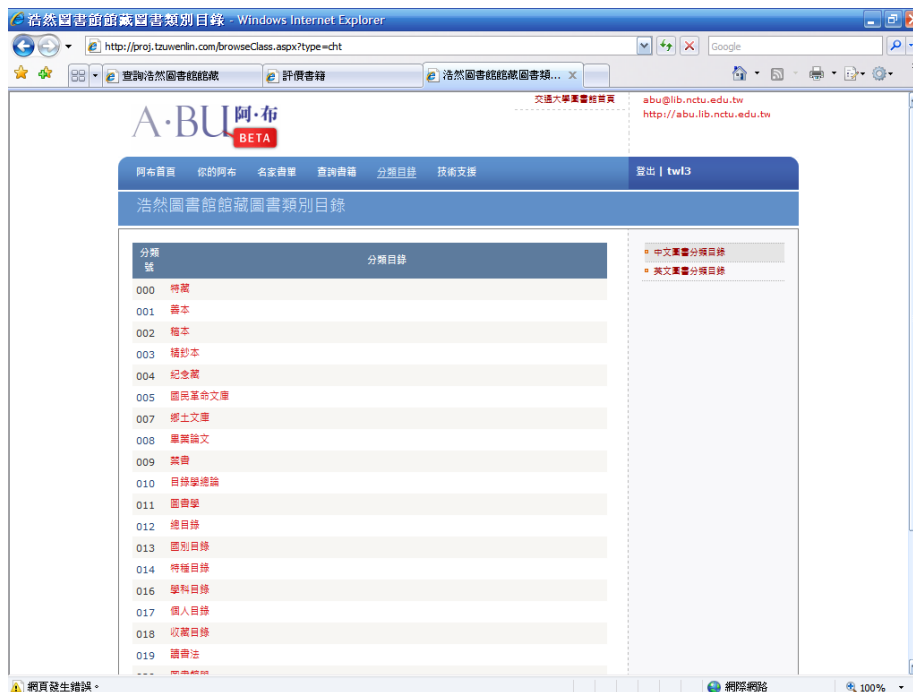 浩然圖書館館藏圖書類別目錄 - Windows Internet Explorer
http://proj.tzuwenlin.com/browseClass.aspx?type=cht
Google
查詢浩然圖書館館藏
評價書籍
浩然圖書館館藏圖書類...
A·BU 阿·布
BETA
交通大學圖書館首頁
abu@lib.nctu.edu.tw
http://abu.lib.nctu.edu.tw
阿布首頁 你的阿布 名家書單 查詢書籍 分類目錄 技術支援
登出 | twl3
浩然圖書館館藏圖書類別目錄
分類號 分類目錄
000 特藏
001 善本
002 稿本
003 精鈔本
004 紀念藏
005 國民革命文庫
007 鄉土文庫
008 畢業論文
009 禁書
010 目錄學總論
011 圖書學
012 總目錄
013 國別目錄
014 特種目錄
016 學科目錄
017 個人目錄
018 收藏目錄
019 讀書法
中文圖書分類目錄
英文圖書分類目錄
網頁發生錯誤。
網際網路
100%